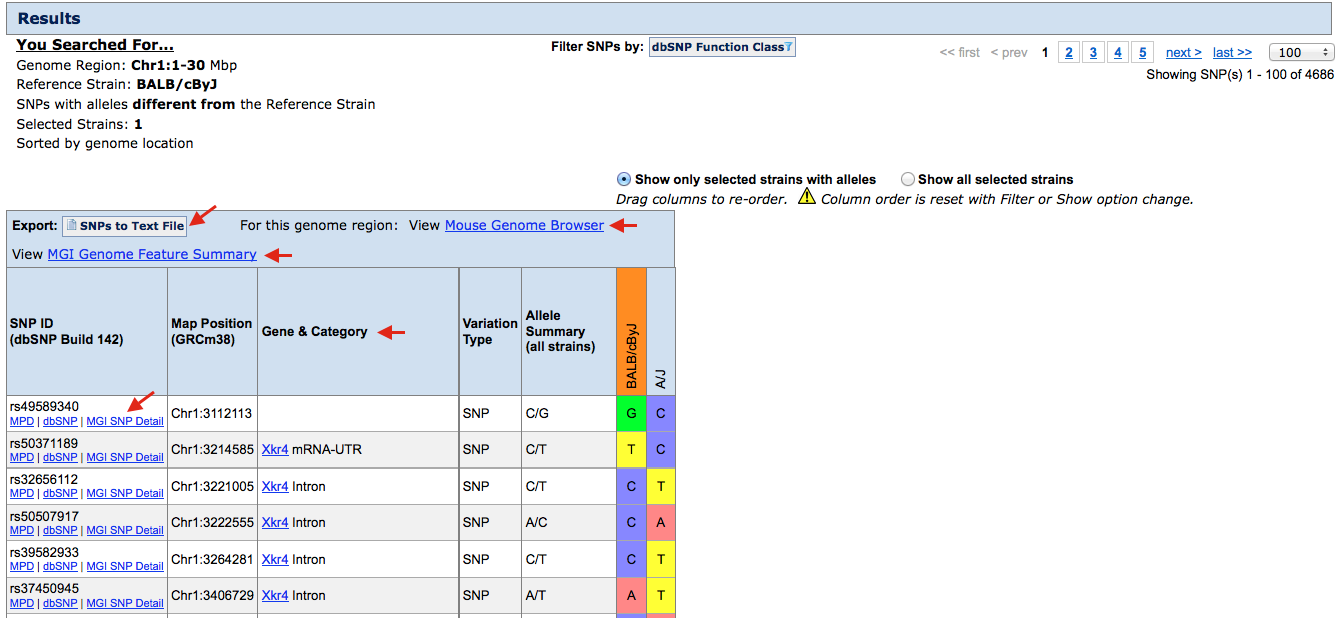 Results
You Searched For...
Genome Region: Chr1:1-30 Mbp
Reference Strain: BALB/cByJ
SNPs with alleles different from the Reference Strain
Selected Strains: 1
Sorted by genome location
Filter SNPs by: dbSNP Function Class
<< first < prev 1 2 3 4 5 next > last >> 100
Showing SNP(s) 1 - 100 of 4686
Show only selected strains with alleles Show all selected strains
Drag columns to re-order. Column order is reset with Filter or Show option change.
Export: SNPs to Text File For this genome region: View Mouse Genome Browser
View MGI Genome Feature Summary
SNP ID
(dbSNP Build 142)
Map Position
(GRCm38)
Gene & Category
Variation
Type
Allele
Summary
(all strains)
BALB/cByJ
A/J
rs49589340
MPD | dbSNP | MGI SNP Detail
Chr1:3112113 SNP C/G G C
rs50371189
MPD | dbSNP | MGI SNP Detail
Chr1:3214585 Xkr4 mRNA-UTR SNP C/T T C
rs32656112
MPD | dbSNP | MGI SNP Detail
Chr1:3221005 Xkr4 Intron SNP C/T C T
rs50507917
MPD | dbSNP | MGI SNP Detail
Chr1:3222555 Xkr4 Intron SNP A/C C A
rs39582933
MPD | dbSNP | MGI SNP Detail
Chr1:3264281 Xkr4 Intron SNP C/T C T
rs37450945
MPD | dbSNP | MGI SNP Detail
Chr1:3406729 Xkr4 Intron SNP A/T A T